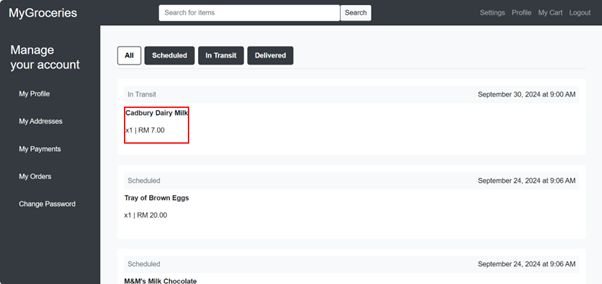 MyGroceries
Search for items
Search
Settings
Profile
My Cart
Logout
Manage
your account
My Profile
My Addresses
My Payments
My Orders
Change Password
All
Scheduled
In Transit
Delivered
In Transit
September 30, 2024 at 9:00 AM
Cadbury Dairy Milk
x1 | RM 7.00
Scheduled
September 24, 2024 at 9:06 AM
Tray of Brown Eggs
x1 | RM 20.00
Scheduled
September 24, 2024 at 9:06 AM
M&M's Milk Chocolate